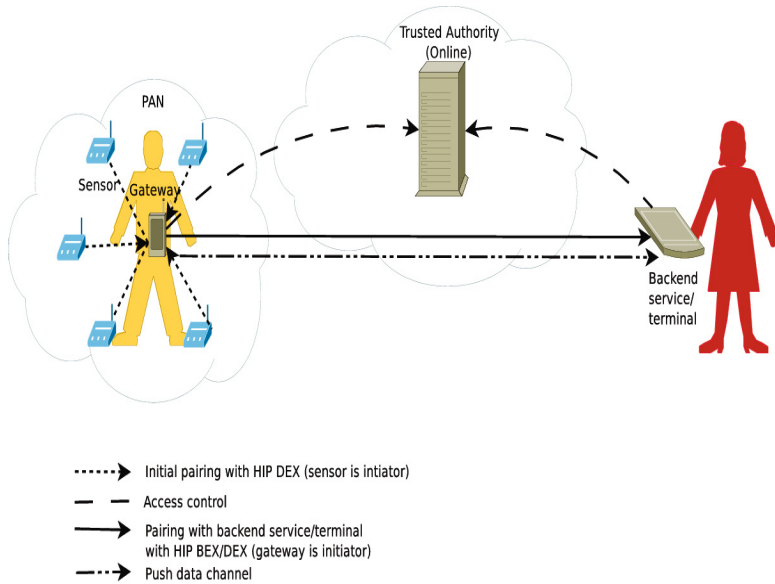 Trusted Authority
(Online)
PAN
Sensor
Gateway
Backend
service/
terminal
Initial pairing with HIP DEX (sensor is intiator)
Access control
Pairing with backend service/terminal
with HIP BEX/DEX (gateway is initiator)
Push data channel